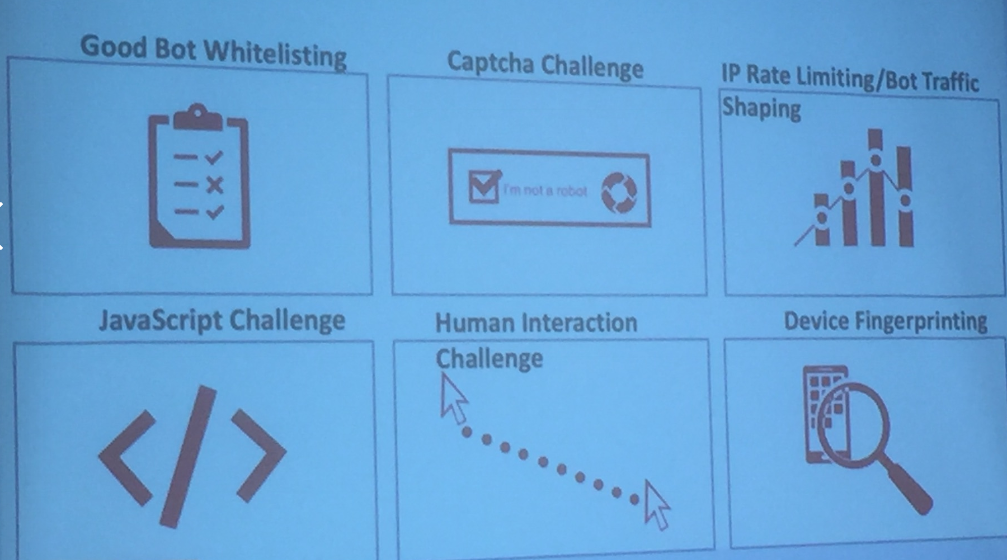 Good Bot Whitelisting
Captcha Challenge
IP Rate Limiting/Bot Traffic
Shaping
I'm not a robot
JavaScript Challenge
Human Interaction
Challenge
Device Fingerprinting